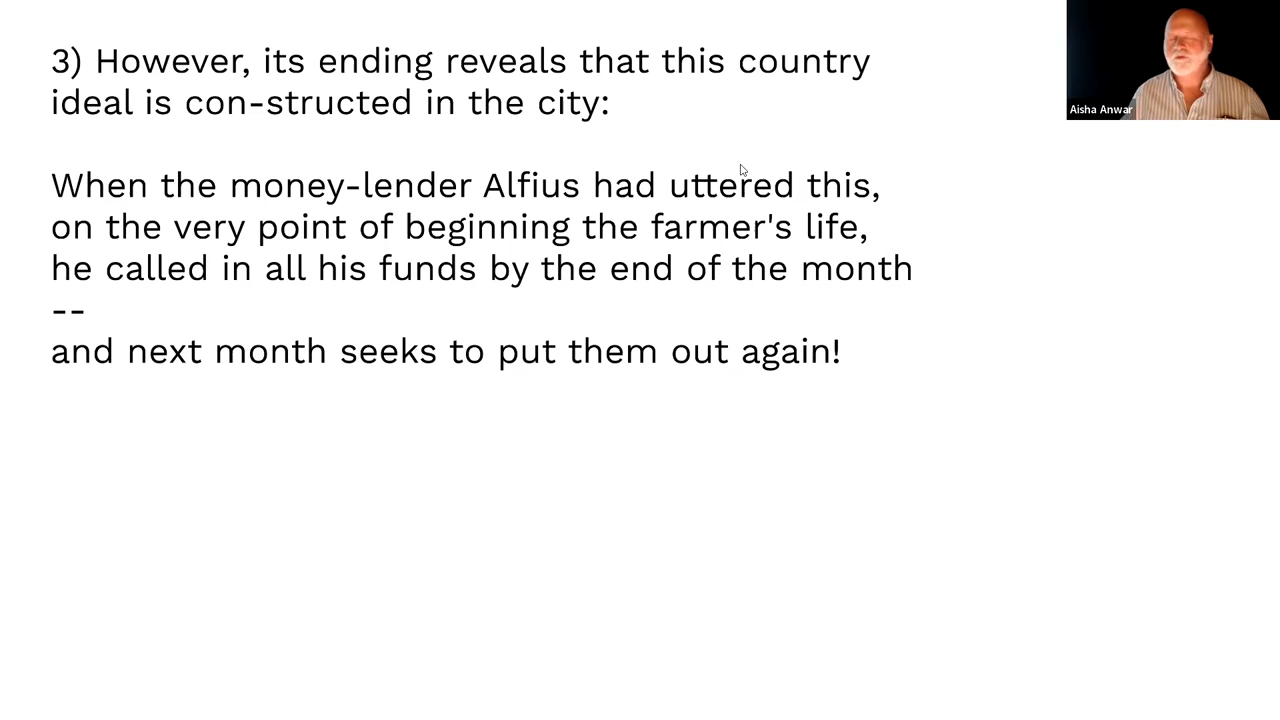 3) However, its ending reveals that this country
ideal is con-structed in the city:
When the money-lender Alfius had uttered this,
on the very point of beginning the farmer's life,
he called in all his funds by the end of the month
--
and next month seeks to put them out again!
Aisha Anwar